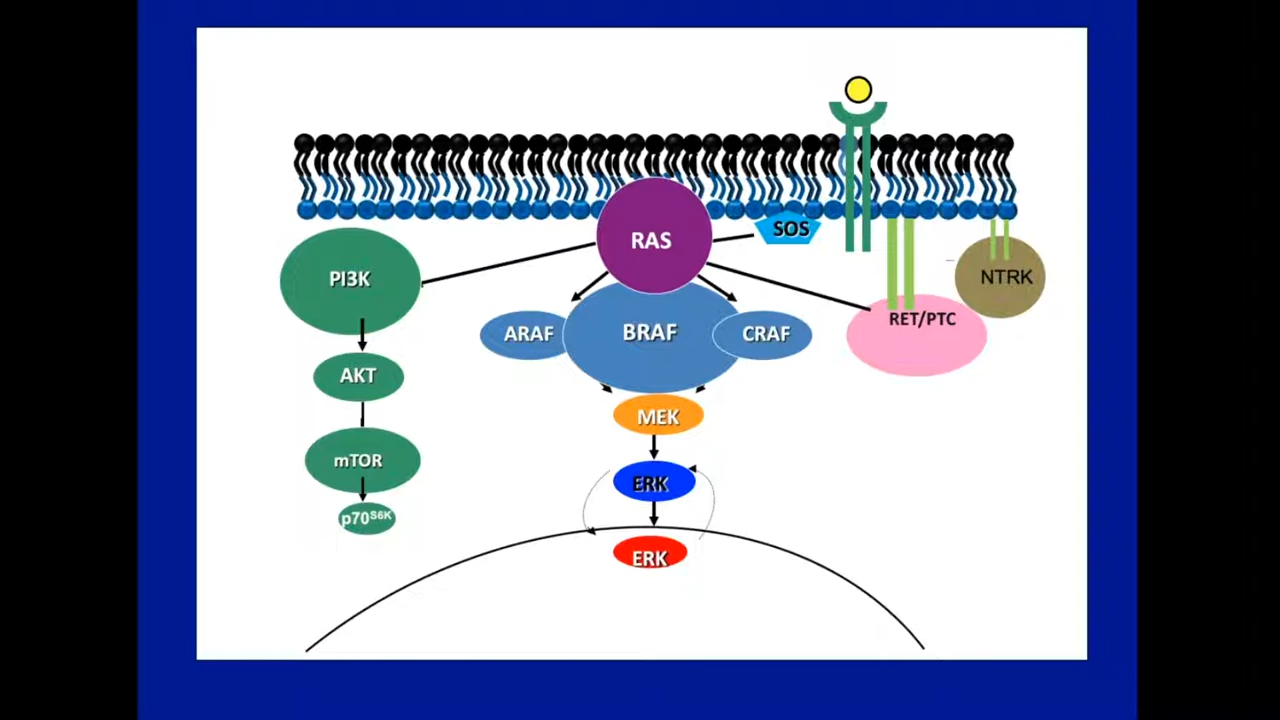 SOS
RAS
PI3K
NTRK
RET/PTC
ARAF
BRAF
CRAF
AKT
MEK
mTOR
ERK
p70S6K
ERK